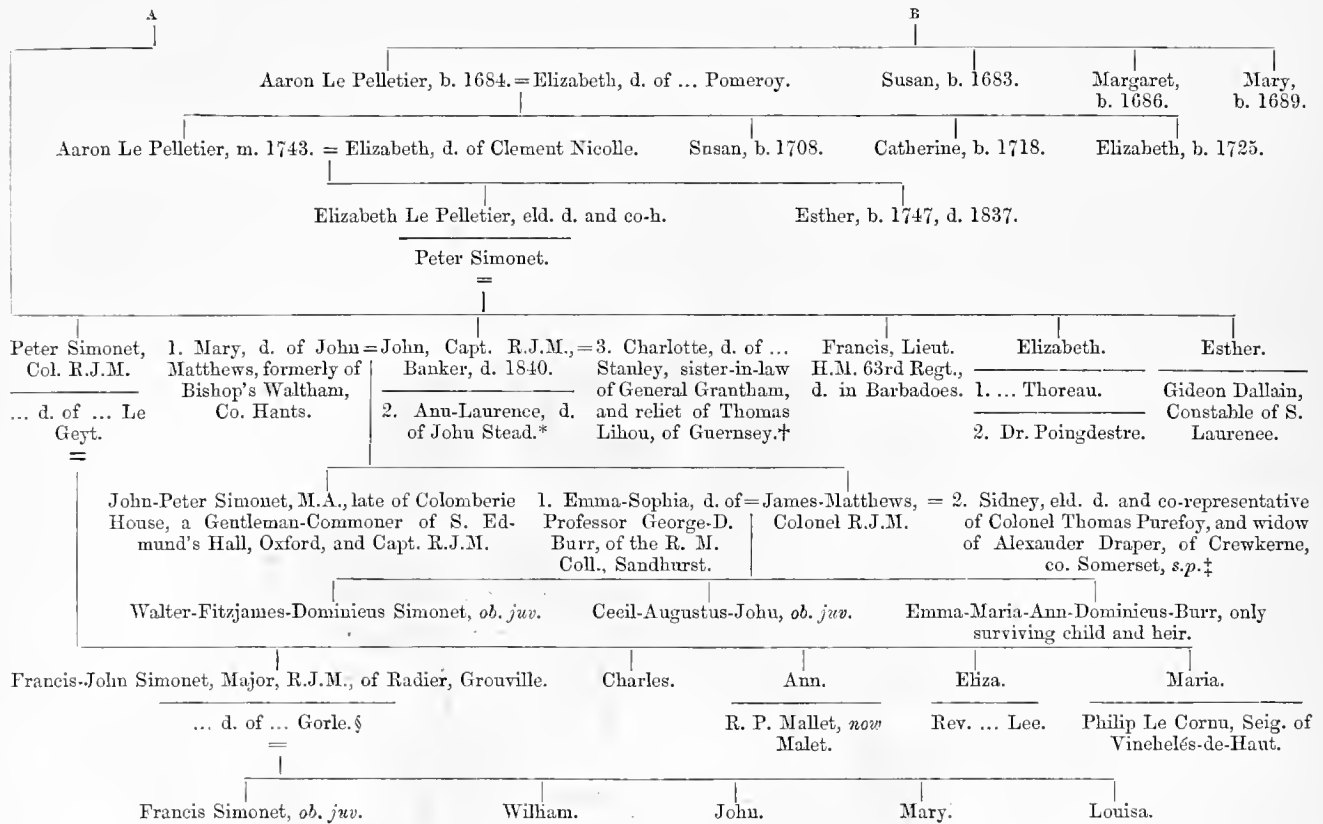 A
B
Aaron Le Pelletier, b. 1684. = Elizabeth, d. of ... Pomeroy.
Susan, b. 1683.
Margaret,
b. 1686.
Mary,
b. 1689.
Aaron Le Pelletier, m. 1743. = Elizabeth, d. of Clement Nicolle.
Susan, b. 1708.
Catherine, b. 1718.
Elizabeth, b. 1725.
Elizabeth Le Pelletier, eld. d. and co-h.
Esther, b. 1747, d. 1837.
Peter Simonet.
=
Peter Simonet,
Col. R.J.M.
... d. of ... Le
Geyt.
=
1. Mary, d. of John
Matthews, formerly of
Bishop's Waltham,
Co. Hants.
=John, Capt. R.J.M.,=
Banker, d. 1840.
2. Ann-Laurence, d.
of John Stead.*
3. Charlotte, d. of ...
Stanley, sister-in-law
of General Grantham,
and relict of Thomas
Lihou, of Guernsey.†
Francis, Lieut.
H.M. 63rd Regt.,
d. in Barbadoes.
Elizabeth.
1. ... Thoreau.
2. Dr. Poingdestre.
Esther.
Gideon Dallain,
Constable of S.
Laurence.
John-Peter Simonet, M.A., late of Colomberie
House, a Gentleman-Commoner of S. Ed-
mund's Hall, Oxford, and Capt. R.J.M.
1. Emma-Sophia, d. of
Professor George-D.
Burr, of the R. M.
Coll., Sandhurst.
=James-Matthews, =
Colonel R.J.M.
2. Sidney, eld. d. and co-representative
of Colonel Thomas Purefoy, and widow
of Alexander Draper, of Crewkerne,
co. Somerset, s.p.‡
Walter-Fitzjames-Dominicus Simonet, ob. juv.
Cecil-Augustus-John, ob. juv.
Emma-Maria-Ann-Dominicus-Burr, only
surviving child and heir.
Francis-John Simonet, Major, R.J.M., of Radier, Grouville.
... d. of ... Gorle.§
=
Charles.
Ann.
R. P. Mallet, now
Malet.
Eliza.
Rev. ... Lee.
Maria.
Philip Le Cornu, Seig. of
Vinchelés-de-Haut.
Francis Simonet, ob. juv.
William.
John.
Mary.
Louisa.